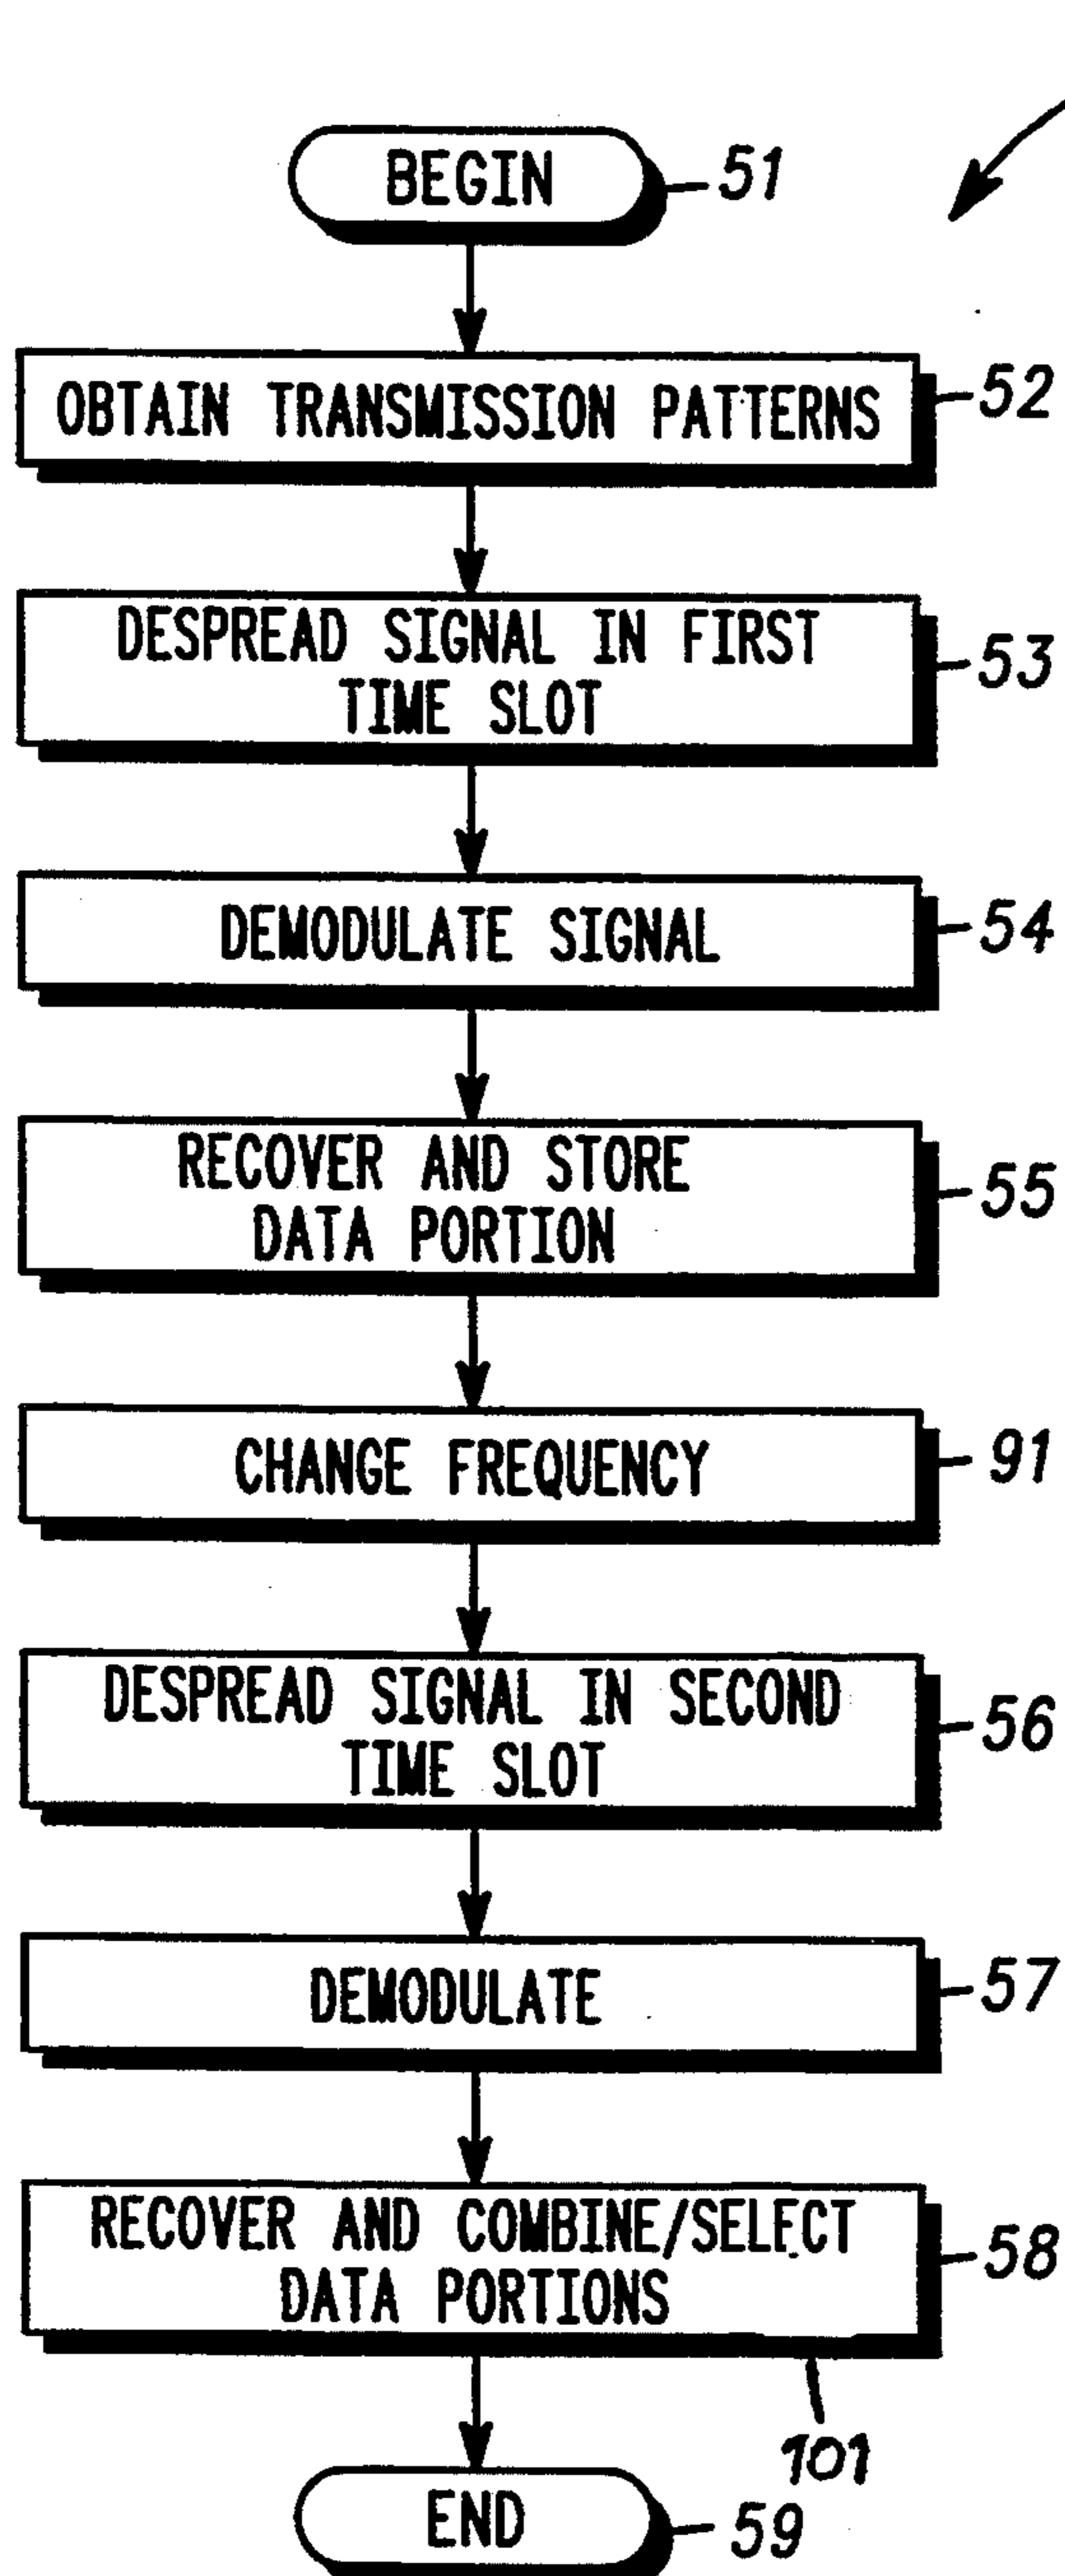 BEGIN
51
OBTAIN TRANSMISSION PATTERNS
52
DESPREAD SIGNAL IN FIRST
TIME SLOT
53
DEMODULATE SIGNAL
54
RECOVER AND STORE
DATA PORTION
55
CHANGE FREQUENCY
91
DESPREAD SIGNAL IN SECOND
TIME SLOT
56
DEMODULATE
57
RECOVER AND COMBINE/SELECT
DATA PORTIONS
58
101
END
59